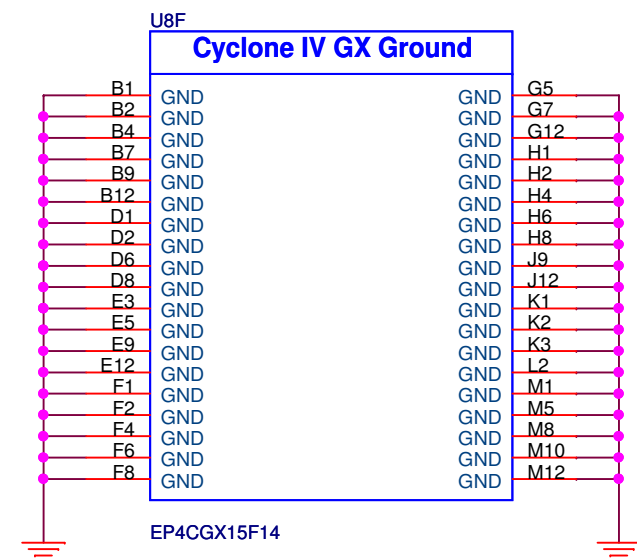 U8F
Cyclone IV GX Ground
B1 GND GND G5
B2 GND GND G7
B4 GND GND G12
B7 GND GND H1
B9 GND GND H2
B12 GND GND H4
D1 GND GND H6
D2 GND GND H8
D6 GND GND J9
D8 GND GND J12
E3 GND GND K1
E5 GND GND K2
E9 GND GND K3
E12 GND GND L2
F1 GND GND M1
F2 GND GND M5
F4 GND GND M8
F6 GND GND M10
F8 GND GND M12
EP4CGX15F14